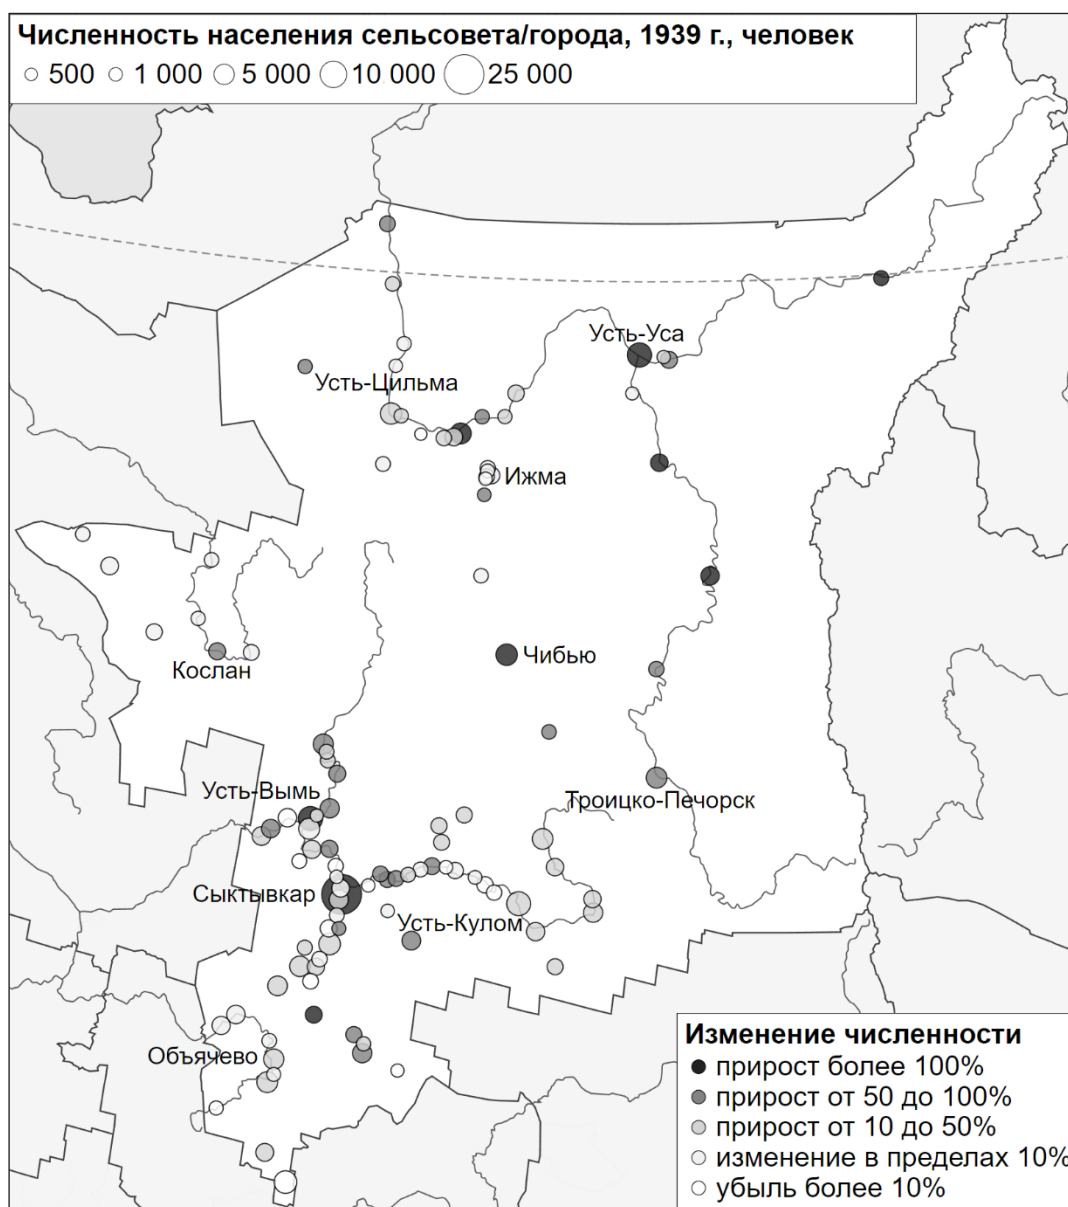 Численность населения сельсовета/города, 1939 г., человек
500 1 000 5 000 10 000 25 000
Усть-Уса
Усть-Цильма
Ижма
Чибью
Кослан
Усть-Вымь
Троицко-Печорск
Сыктывкар
Усть-Кулом
Объячево
Изменение численности
прирост более 100%
прирост от 50 до 100%
прирост от 10 до 50%
изменение в пределах 10%
убыль более 10%